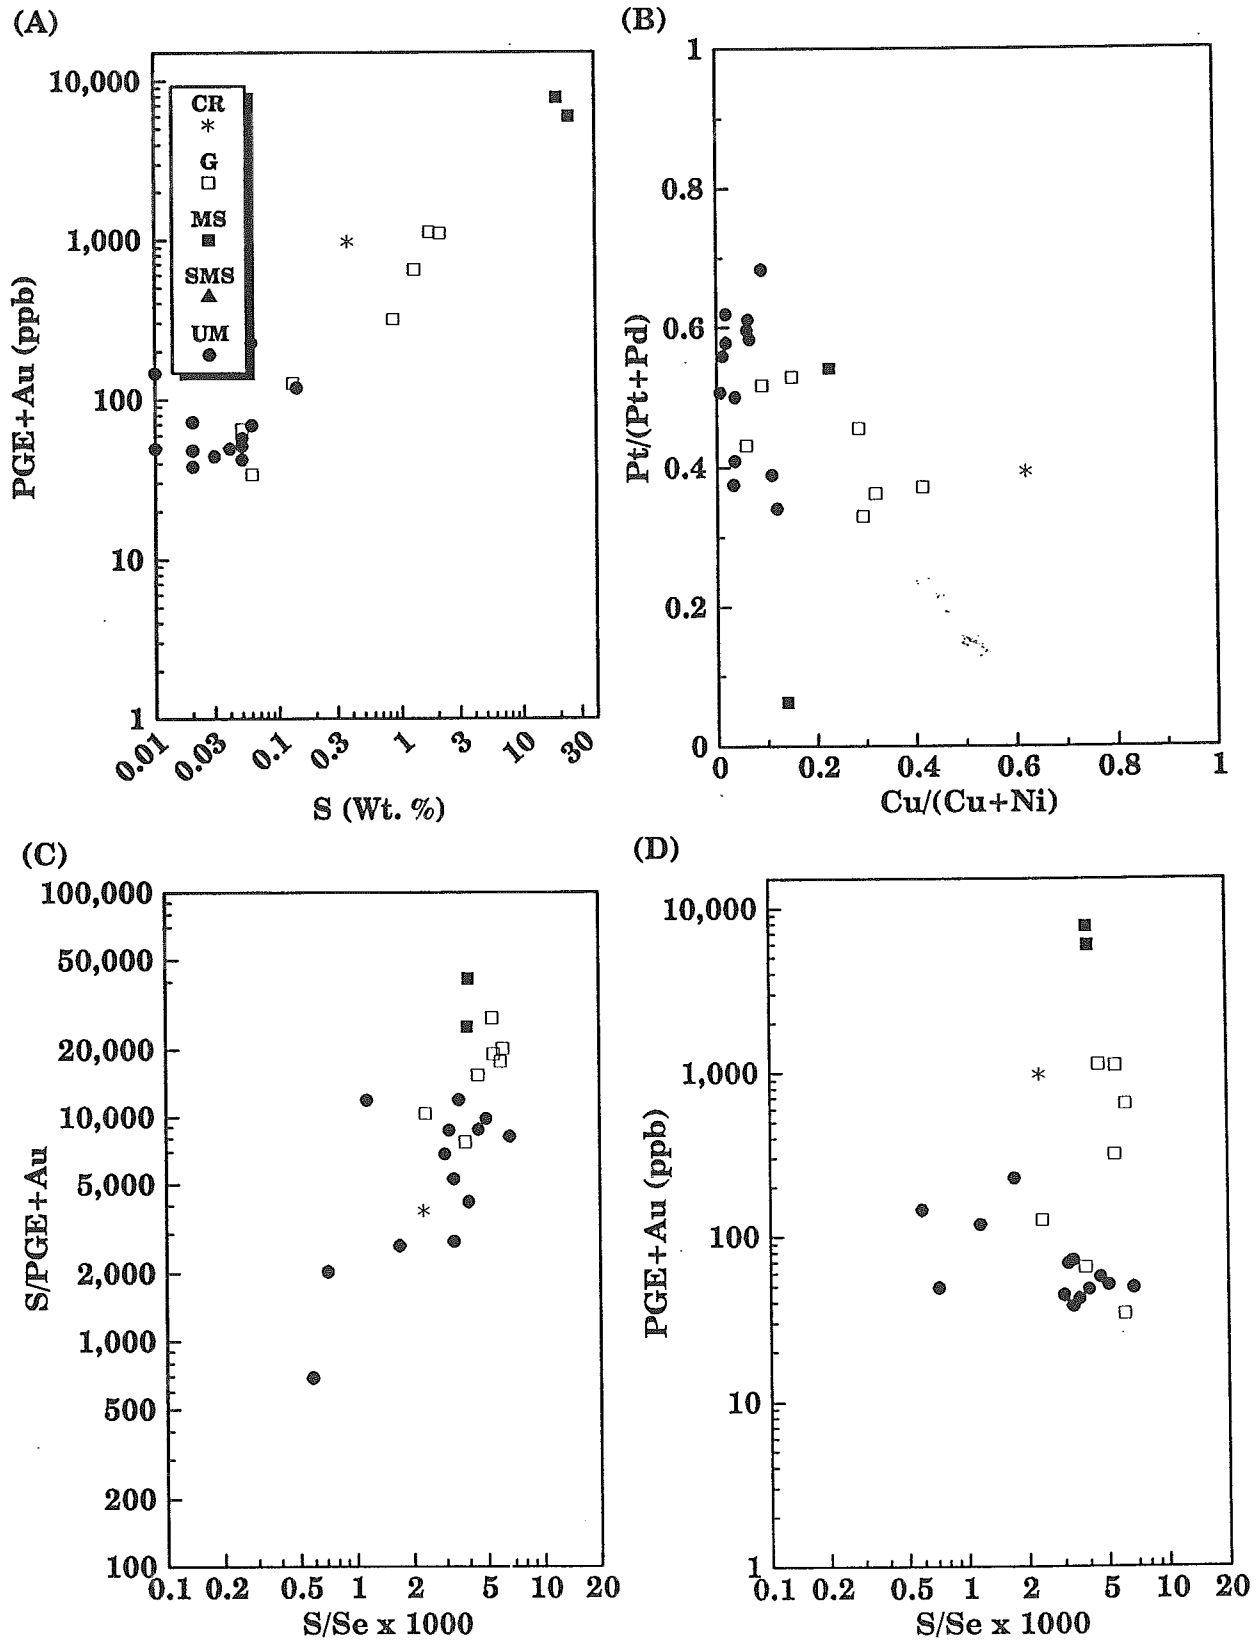 (A)
10,000
1,000
100
10
1
PGE+Au (ppb)
CR
G
MS
SMS
UM
0.01 0.03 0.1 0.3 1 3 10 30
S (Wt. %)
(B)
1
0.8
0.6
0.4
0.2
0
Pt/(Pt+Pd)
0 0.2 0.4 0.6 0.8 1
Cu/(Cu+Ni)
(C)
100,000
50,000
20,000
10,000
5,000
2,000
1,000
500
200
100
S/PGE+Au
0.1 0.2 0.5 1 2 5 10 20
S/Se x 1000
(D)
10,000
1,000
100
10
1
PGE+Au (ppb)
0.1 0.2 0.5 1 2 5 10 20
S/Se x 1000